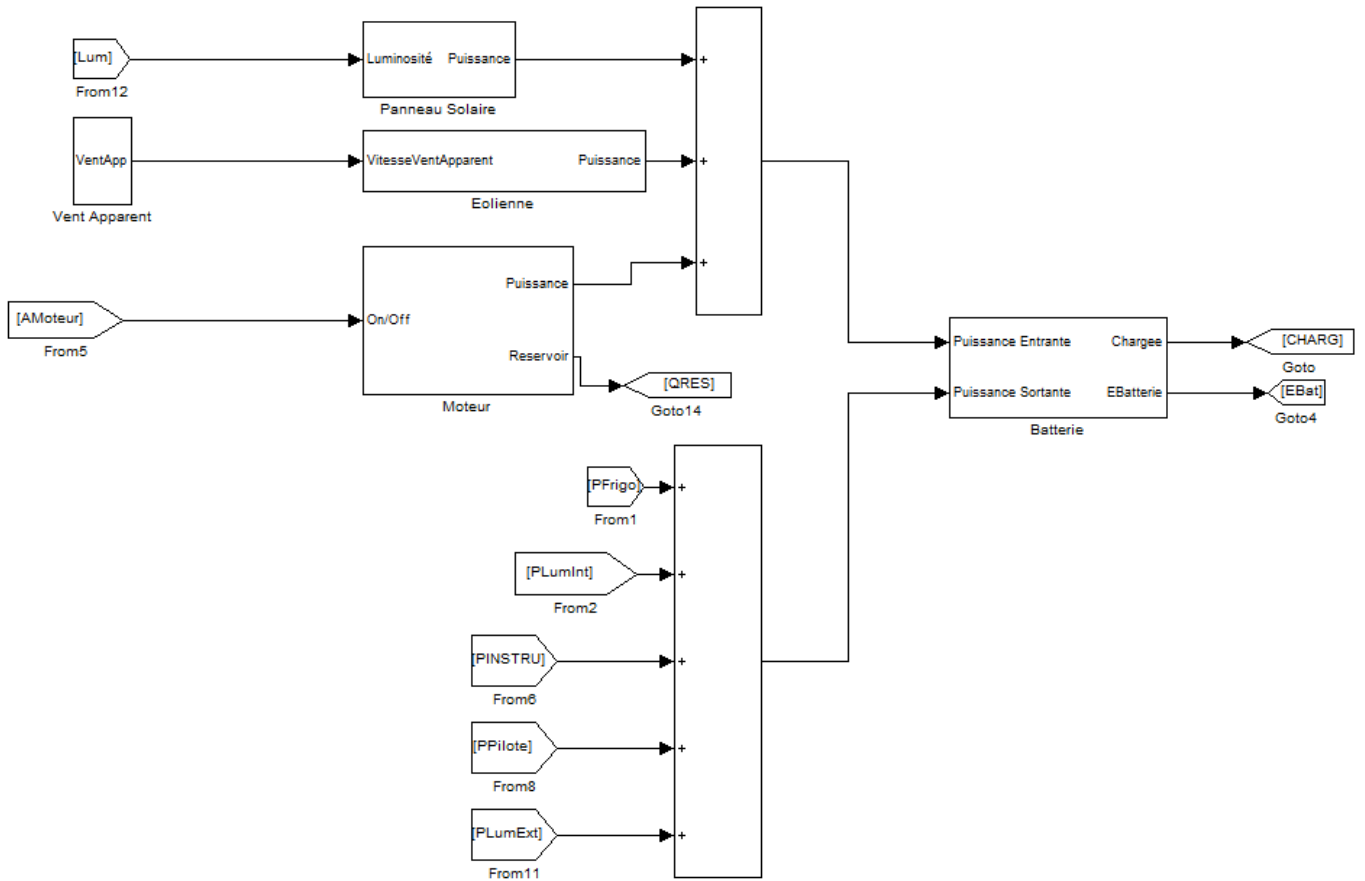 [Lum]
From12
Luminosité Puissance
Panneau Solaire
+
VentApp
Vent Apparent
VitesseVentApparent Puissance
Eolienne
+
[AMoteur]
From5
On/Off
Puissance
Reservoir
Moteur
+
[QRES]
Goto14
Puissance Entrante Chargee
Puissance Sortante EBatterie
Batterie
[CHARG]
Goto
[EBat]
Goto4
[PFrigo]
From1
+
[PLumInt]
From2
+
[PINSTRU]
From6
+
[PPilote]
From8
+
[PLumExt]
From11
+